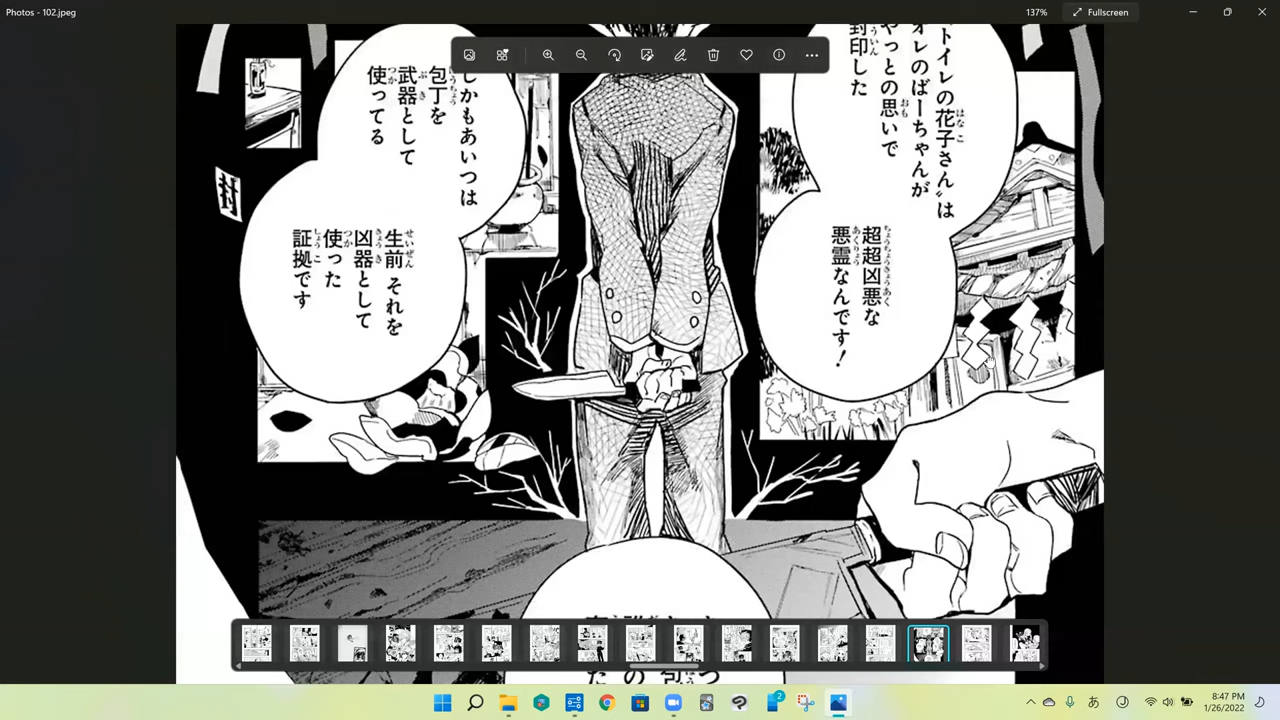 Photos - 102.jpeg
137%
Fullscreen
トイレの花子さん〟は
オレのばーちゃんが
やっとの思いで
封印した
超超凶悪な
悪霊なんです!
しかもあいつは
包丁を
武器として
使ってる
生前それを
凶器として
使った
証拠です
封
2
あ
8:47 PM
1/26/2022